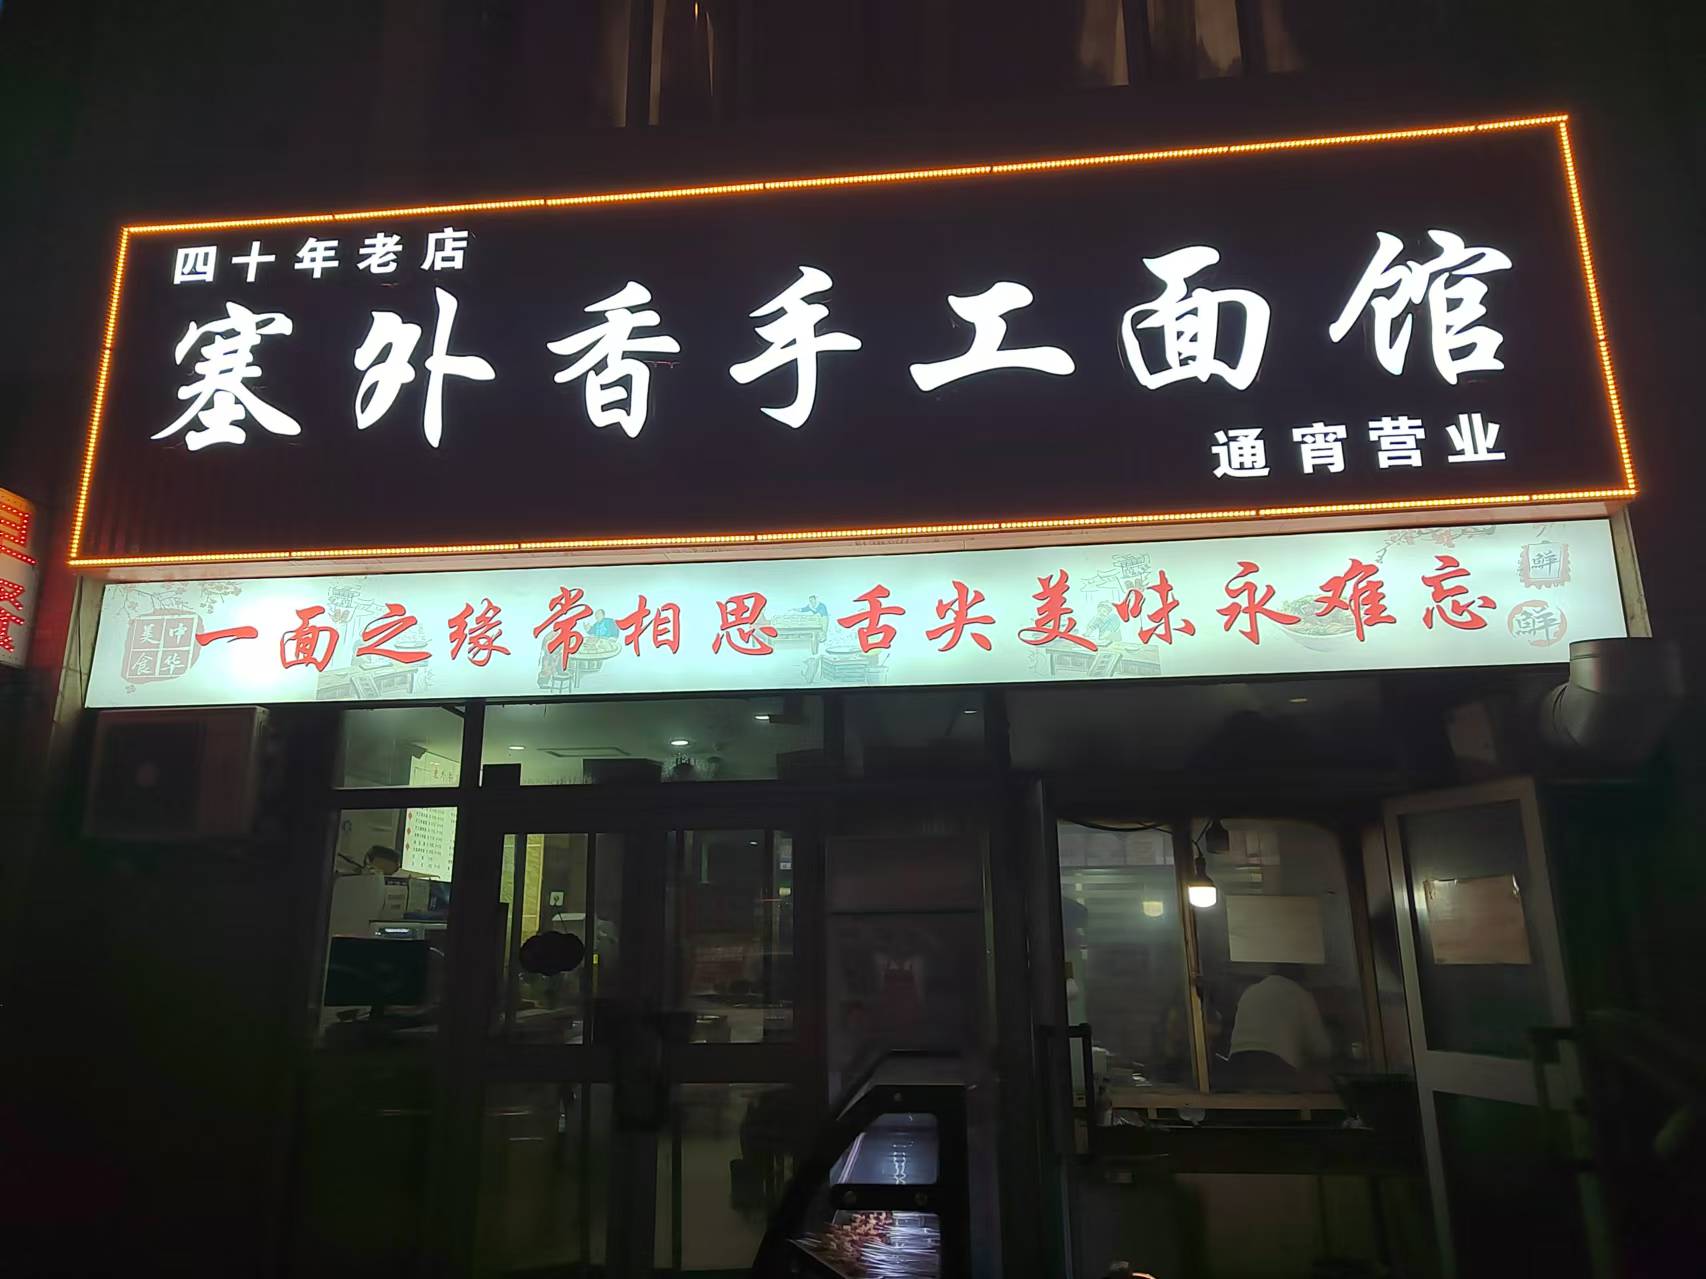 四十年老店
塞外香手工面馆
通宵营业
中华美食
一面之缘常相思 舌尖美味永难忘
鲜
鲜